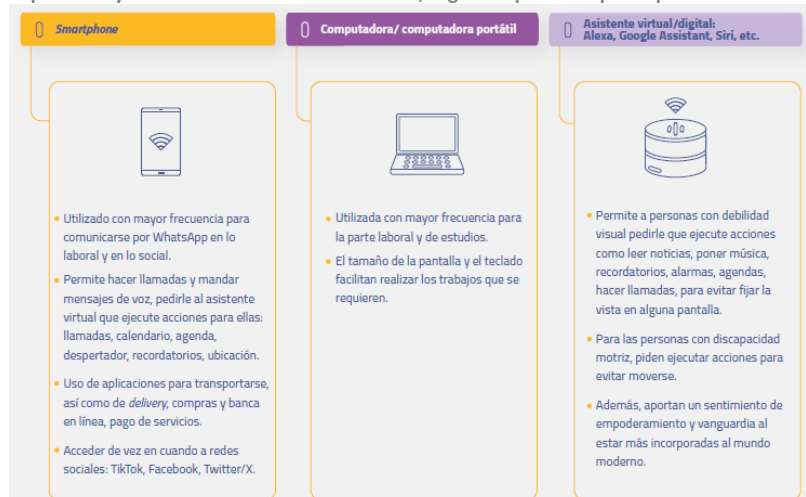 Smartphone
Utilizado con mayor frecuencia para
comunicarse por WhatsApp en lo
laboral y en lo social.
Permite hacer llamadas y mandar
mensajes de voz, pedirle al asistente
virtual que ejecute acciones para ellas:
llamadas, calendario, agenda,
despertador, recordatorios, ubicación.
Uso de aplicaciones para transportarse,
así como de delivery, compras y banca
en línea, pago de servicios.
Acceder de vez en cuando a redes
sociales: TikTok, Facebook, Twitter/X.
Computadora/ computadora portátil
Utilizada con mayor frecuencia para
la parte laboral y de estudios.
El tamaño de la pantalla y el teclado
facilitan realizar los trabajos que se
requieren.
Asistente virtual/digital:
Alexa, Google Assistant, Siri, etc.
Permite a personas con debilidad
visual pedirle que ejecute acciones
como leer noticias, poner música,
recordatorios, alarmas, agendas,
hacer llamadas, para evitar fijar la
vista en alguna pantalla.
Para las personas con discapacidad
motriz, piden ejecutar acciones para
evitar moverse.
Además, aportan un sentimiento de
empoderamiento y vanguardia al
estar más incorporadas al mundo
moderno.